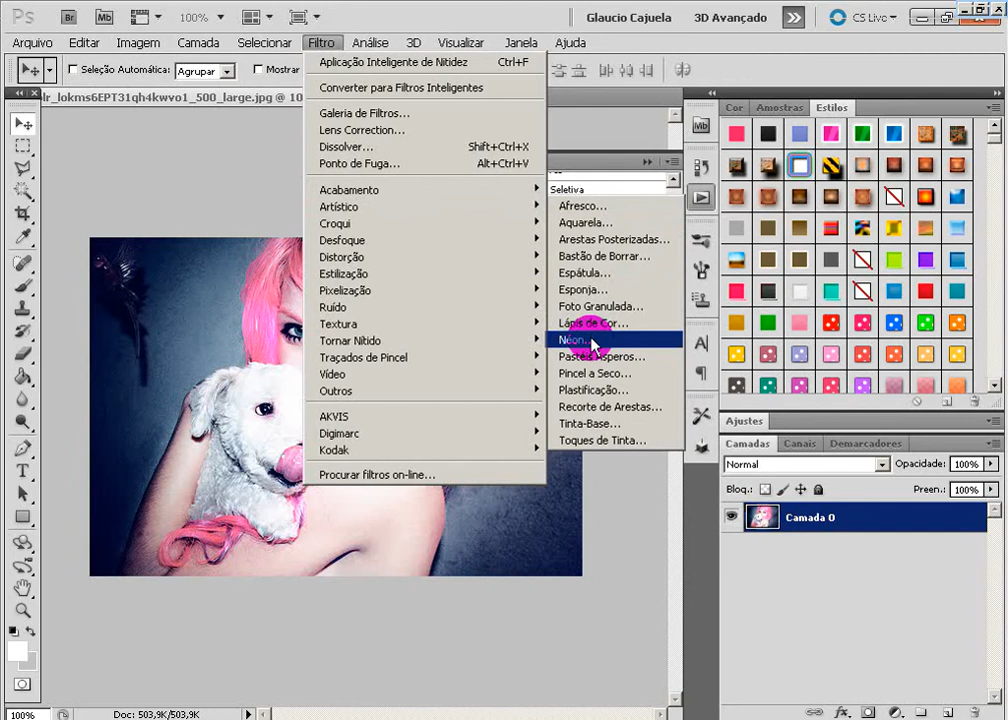 Ps Br Mb 100% Glaucio Cajuela 3D Avançado CS Live
Arquivo Editar Imagem Camada Selecionar Filtro Análise 3D Visualizar Janela Ajuda
Seleção Automática: Agrupar Mostrar
lr_lokms6EPT31qh4kwvo1_500_large.jpg @ 10
Aplicação Inteligente de Nitidez Ctrl+F
Converter para Filtros Inteligentes
Galeria de Filtros...
Lens Correction...
Dissolver... Shift+Ctrl+X
Ponto de Fuga... Alt+Ctrl+V
Acabamento
Artístico
Croqui
Desfoque
Distorção
Estilização
Pixelização
Ruído
Textura
Tornar Nítido
Traçados de Pincel
Vídeo
Outros
AKVIS
Digimarc
Kodak
Procurar filtros on-line...
Seletiva
Afresco...
Aquarela...
Arestas Posterizadas...
Bastão de Borrar...
Espátula...
Esponja...
Foto Granulada...
Lápis de Cor...
Néon...
Pastéis Ásperos...
Pincel a Seco...
Plastificação...
Recorte de Arestas...
Tinta-Base...
Toques de Tinta...
Mb
Cor Amostras Estilos
Ajustes
Camadas Canais Demarcadores
Normal Opacidade: 100%
Bloq.: Preen.: 100%
Camada 0
100% Doc: 503,9K/503,9K